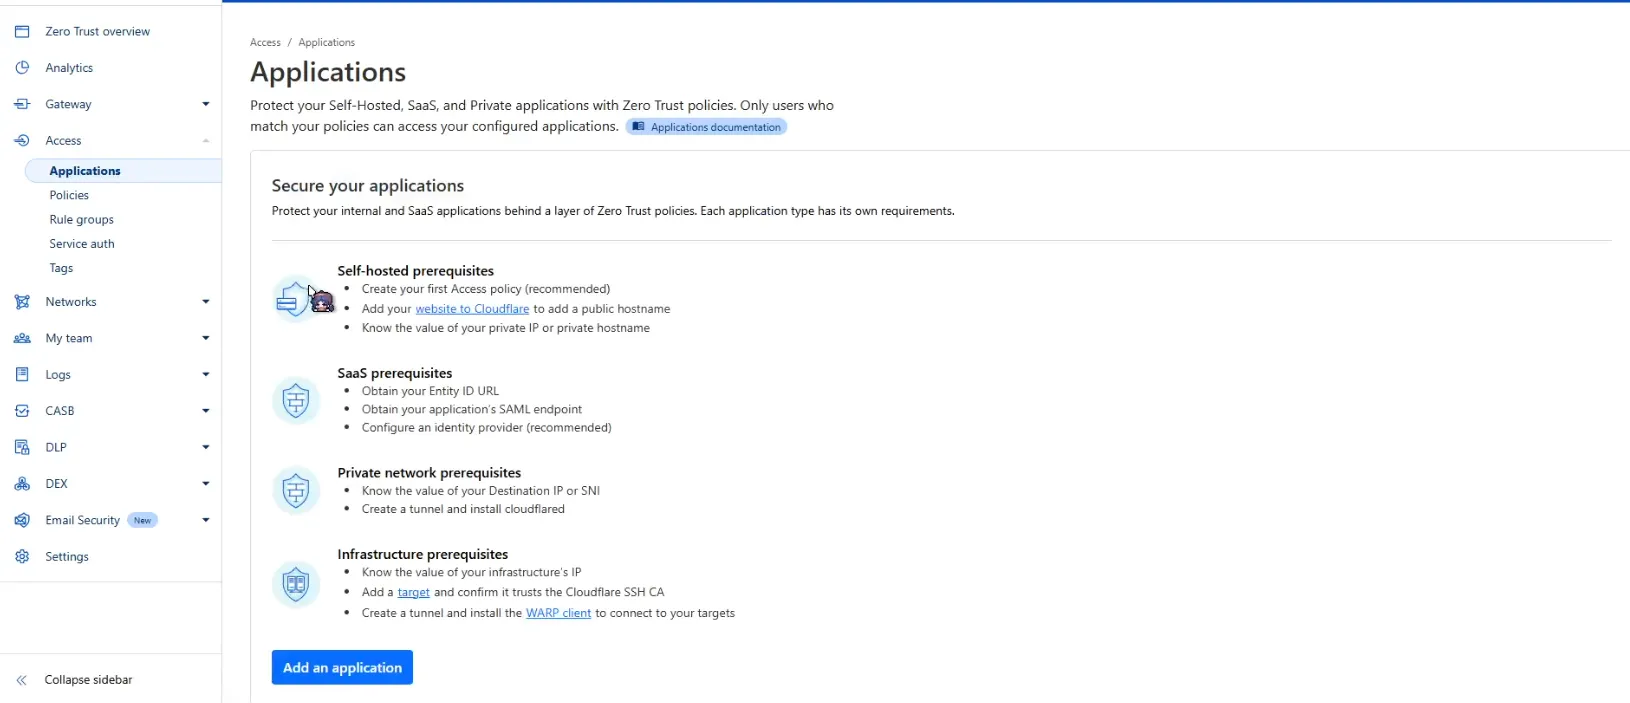 Zero Trust overview
Analytics
Gateway
Access
Applications
Policies
Rule groups
Service auth
Tags
Networks
My team
Logs
CASB
DLP
DEX
Email Security New
Settings
Collapse sidebar
Access / Applications
Applications
Protect your Self-Hosted, SaaS, and Private applications with Zero Trust policies. Only users who
match your policies can access your configured applications. Applications documentation
Secure your applications
Protect your internal and SaaS applications behind a layer of Zero Trust policies. Each application type has its own requirements.
Self-hosted prerequisites
• Create your first Access policy (recommended)
• Add your website to Cloudflare to add a public hostname
• Know the value of your private IP or private hostname
SaaS prerequisites
• Obtain your Entity ID URL
• Obtain your application's SAML endpoint
• Configure an identity provider (recommended)
Private network prerequisites
• Know the value of your Destination IP or SNI
• Create a tunnel and install cloudflared
Infrastructure prerequisites
• Know the value of your infrastructure's IP
• Add a target and confirm it trusts the Cloudflare SSH CA
• Create a tunnel and install the WARP client to connect to your targets
Add an application